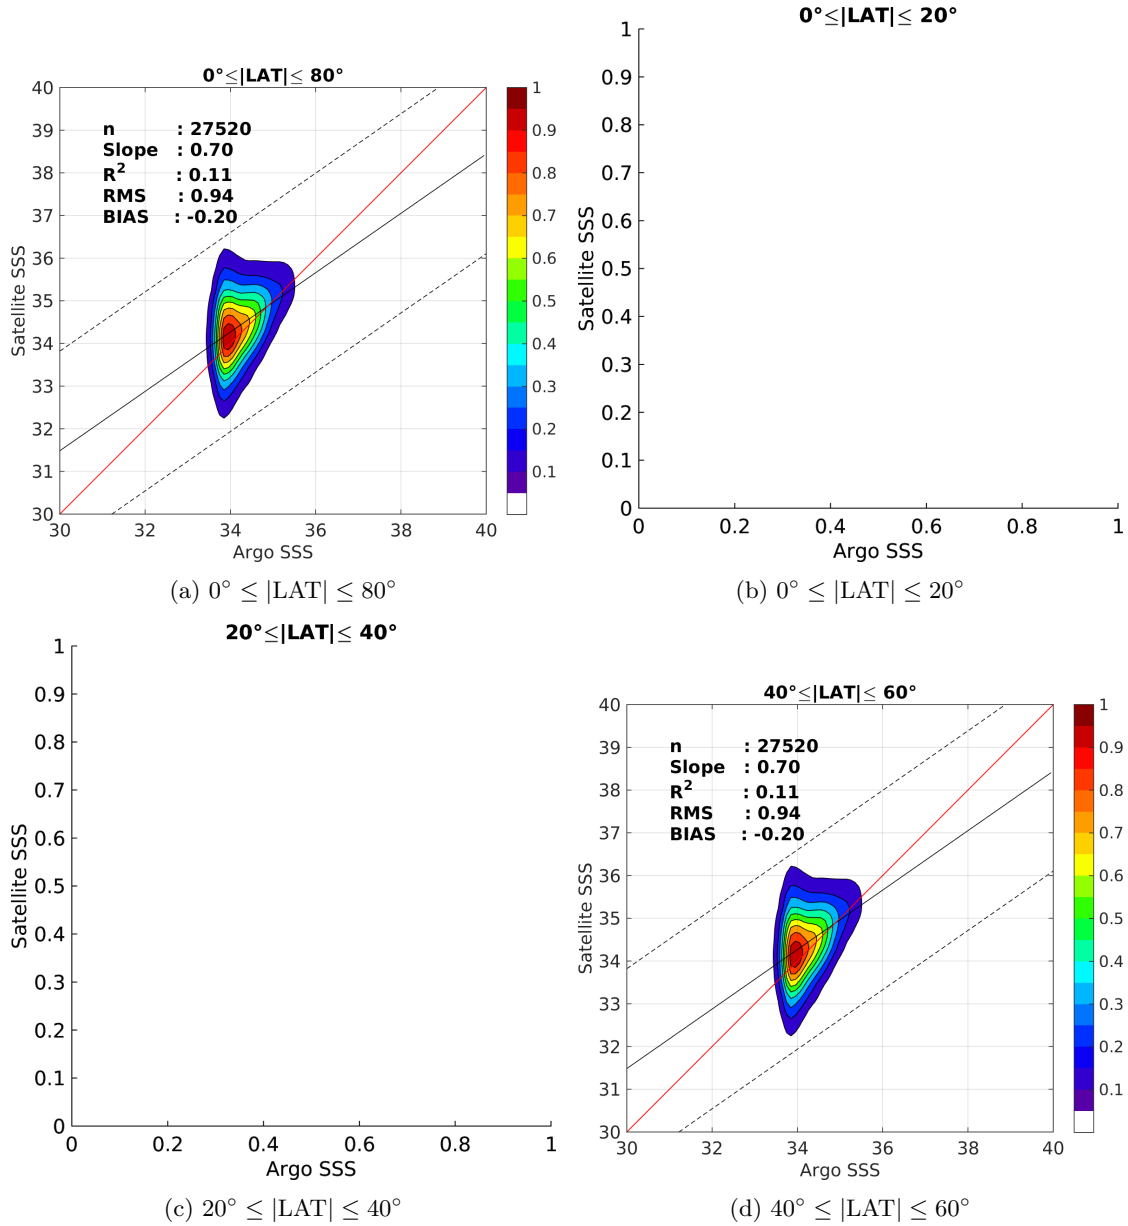 0°≤|LAT|≤ 80°
40
39
38
37
36
35
34
33
32
31
30
Satellite SSS
n : 27520
Slope : 0.70
R² : 0.11
RMS : 0.94
BIAS : -0.20
30 32 34 36 38 40
Argo SSS
1
0.9
0.8
0.7
0.6
0.5
0.4
0.3
0.2
0.1
(a) 0° ≤ |LAT| ≤ 80°
0°≤|LAT|≤ 20°
1
0.9
0.8
0.7
0.6
0.5
0.4
0.3
0.2
0.1
0
Satellite SSS
0 0.2 0.4 0.6 0.8 1
Argo SSS
(b) 0° ≤ |LAT| ≤ 20°
20°≤|LAT|≤ 40°
1
0.9
0.8
0.7
0.6
0.5
0.4
0.3
0.2
0.1
0
Satellite SSS
0 0.2 0.4 0.6 0.8 1
Argo SSS
(c) 20° ≤ |LAT| ≤ 40°
40°≤|LAT|≤ 60°
40
39
38
37
36
35
34
33
32
31
30
Satellite SSS
n : 27520
Slope : 0.70
R² : 0.11
RMS : 0.94
BIAS : -0.20
30 32 34 36 38 40
Argo SSS
1
0.9
0.8
0.7
0.6
0.5
0.4
0.3
0.2
0.1
(d) 40° ≤ |LAT| ≤ 60°